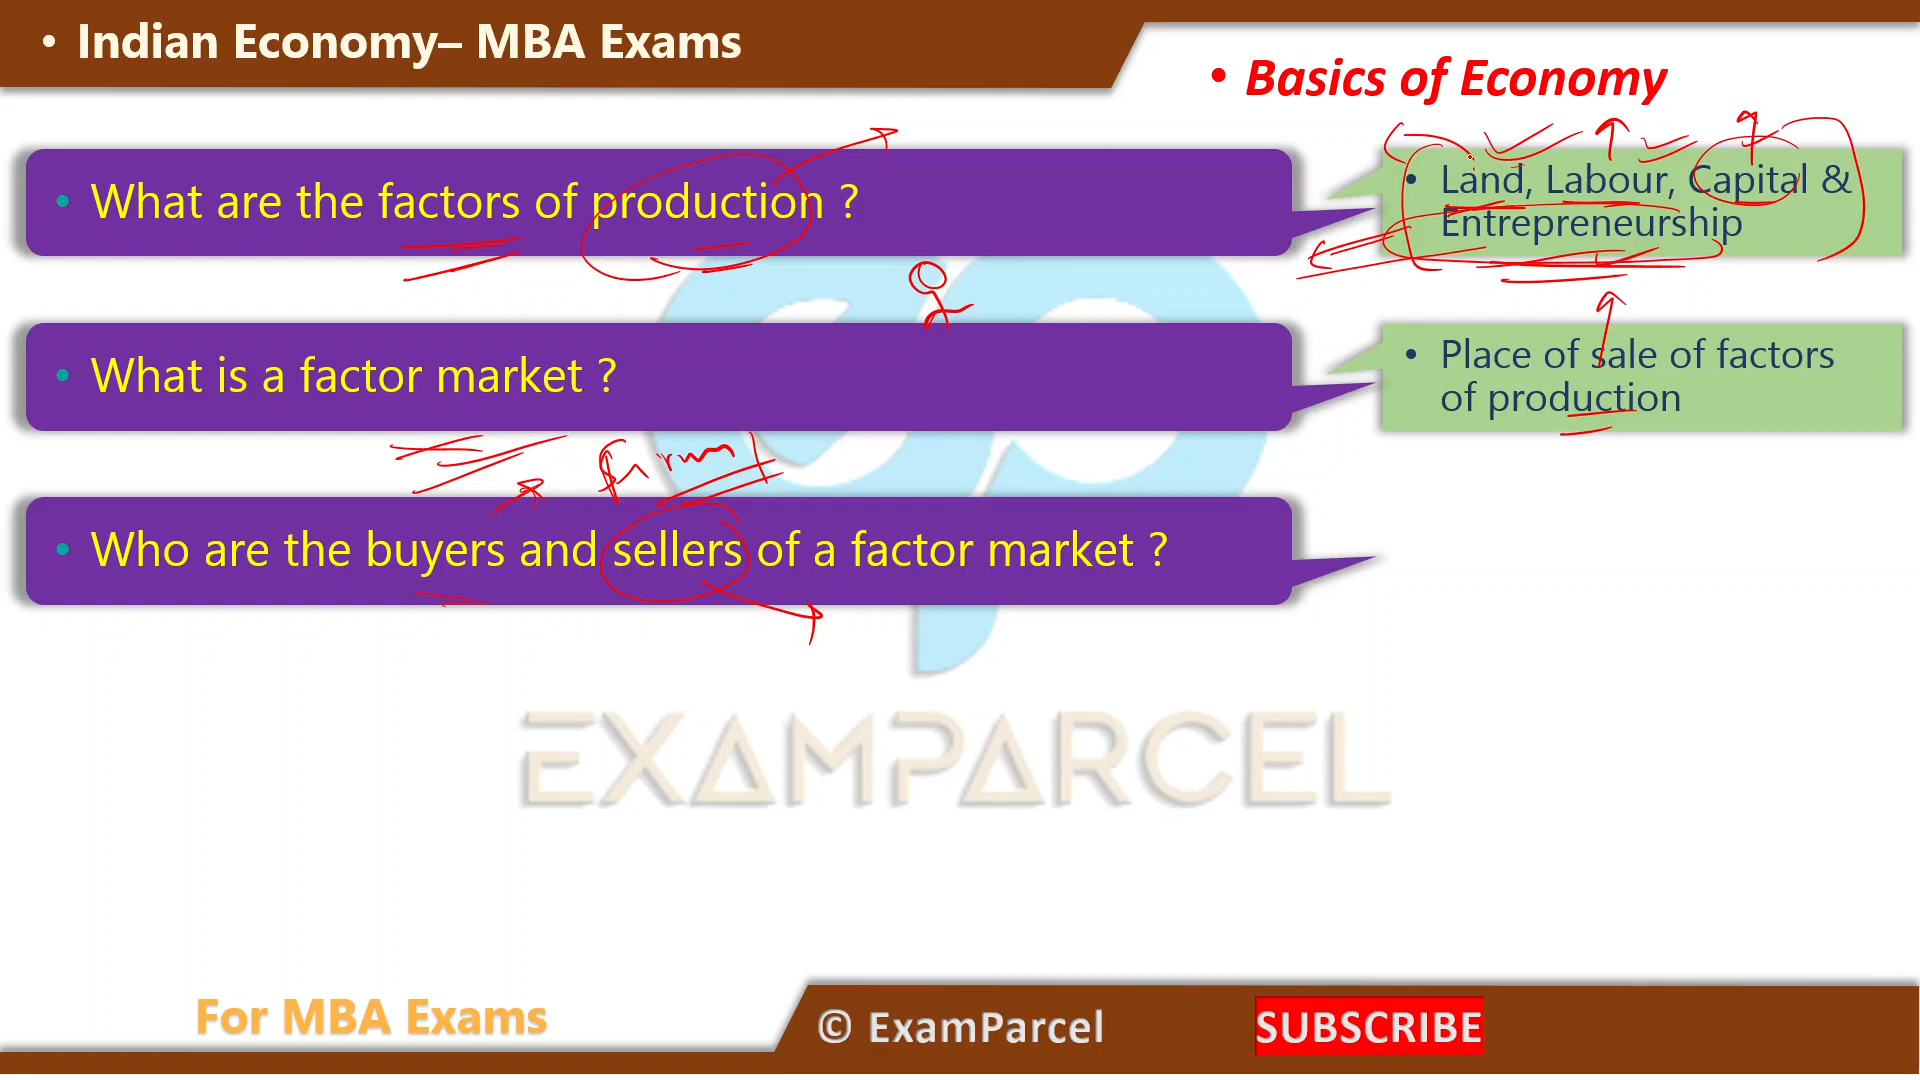 • Indian Economy– MBA Exams
• Basics of Economy
• What are the factors of production ?
• Land, Labour, Capital &
Entrepreneurship
• What is a factor market ?
• Place of sale of factors
of production
• Who are the buyers and sellers of a factor market ?
EXAMPARCEL
For MBA Exams
© ExamParcel
SUBSCRIBE